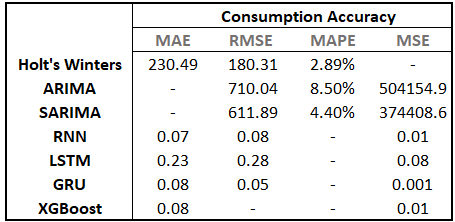 Consumption Accuracy
MAE RMSE MAPE MSE
Holt's Winters 230.49 180.31 2.89% -
ARIMA - 710.04 8.50% 504154.9
SARIMA - 611.89 4.40% 374408.6
RNN 0.07 0.08 - 0.01
LSTM 0.23 0.28 - 0.08
GRU 0.08 0.05 - 0.001
XGBoost 0.08 - - 0.01